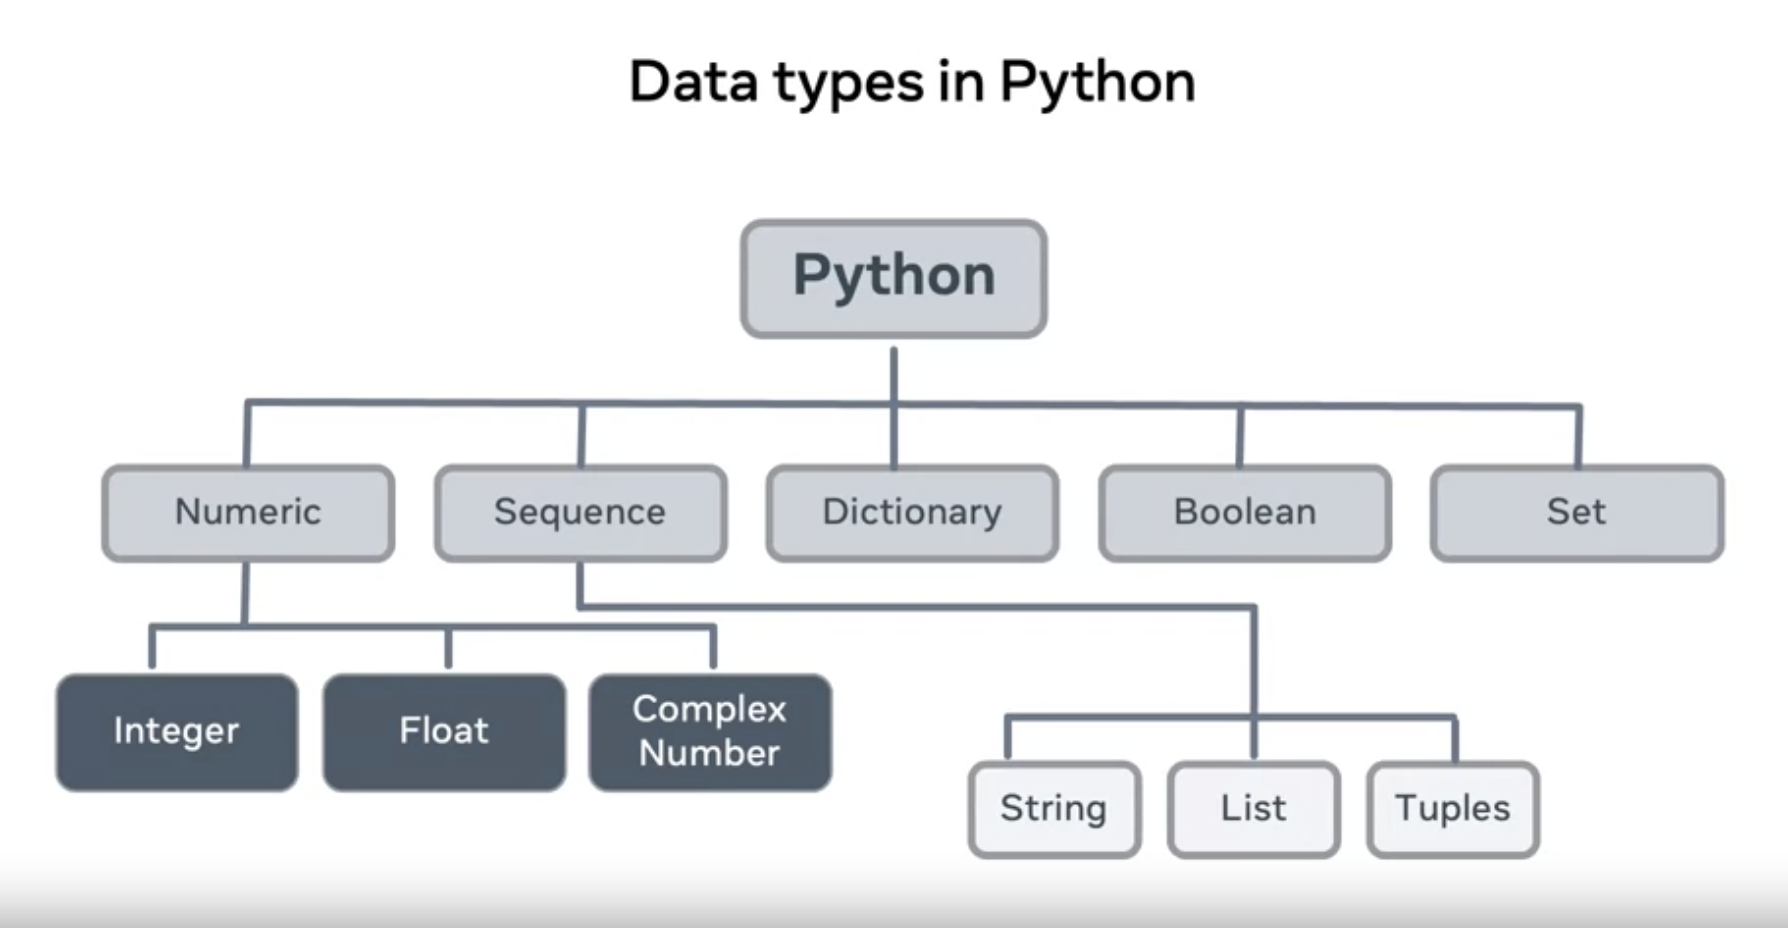 Data types in Python
Python
Numeric
Sequence
Dictionary
Boolean
Set
Integer
Float
Complex
Number
String
List
Tuples